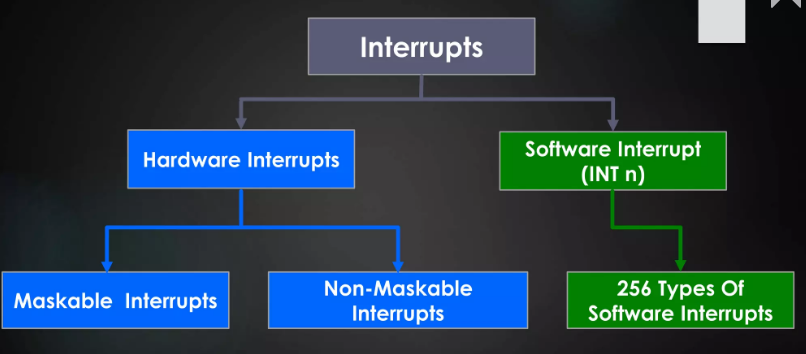 Interrupts
Hardware Interrupts
Software Interrupt
(INT n)
Maskable Interrupts
Non-Maskable
Interrupts
256 Types Of
Software Interrupts